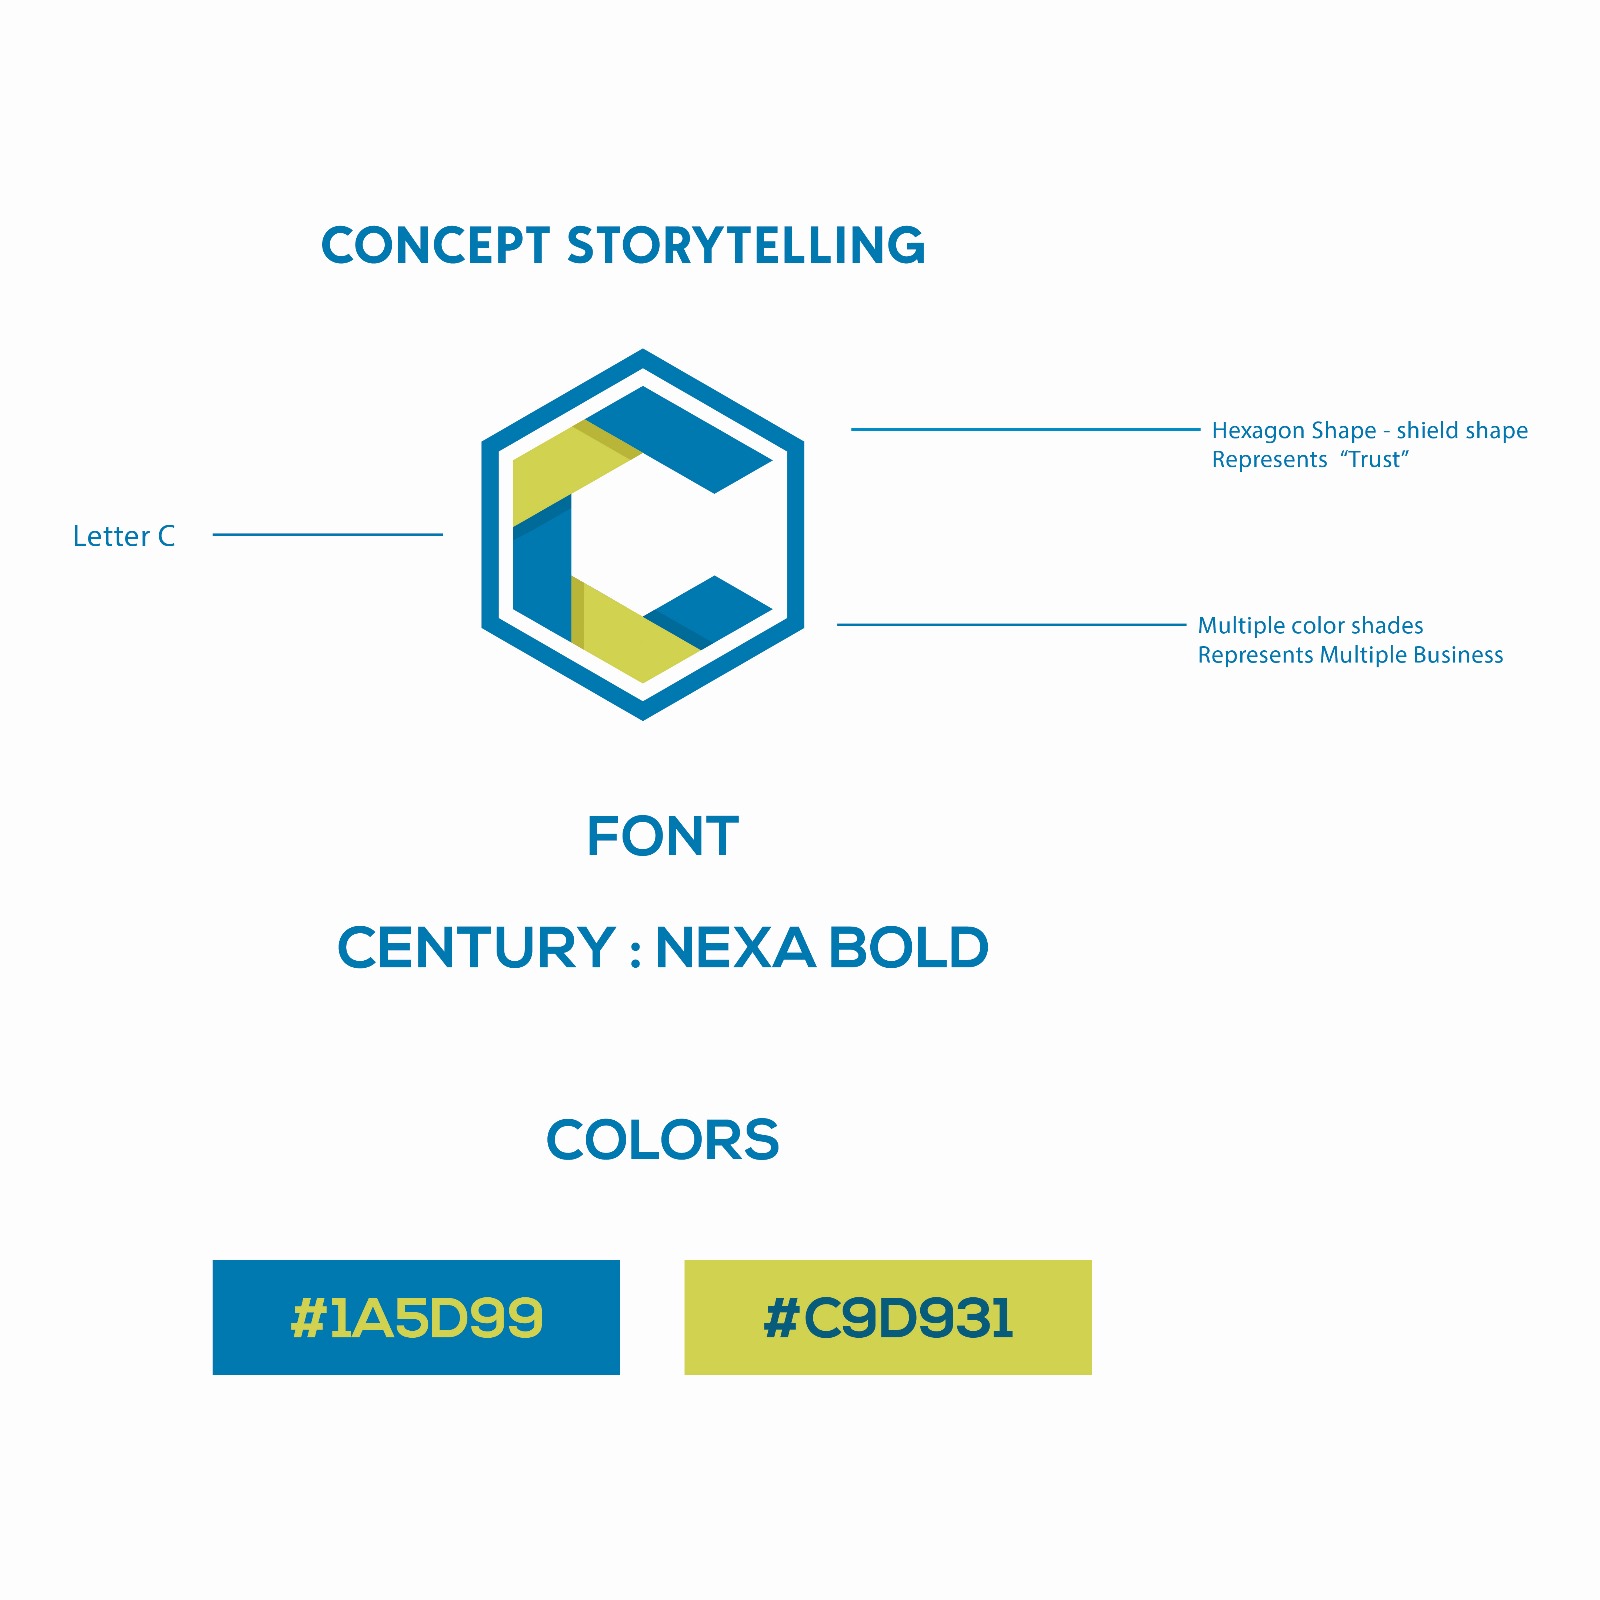 CONCEPT STORYTELLING
Hexagon Shape - shield shape
Represents “Trust”
Letter C
Multiple color shades
Represents Multiple Business
FONT
CENTURY : NEXA BOLD
COLORS
#1A5D99
#C9D931